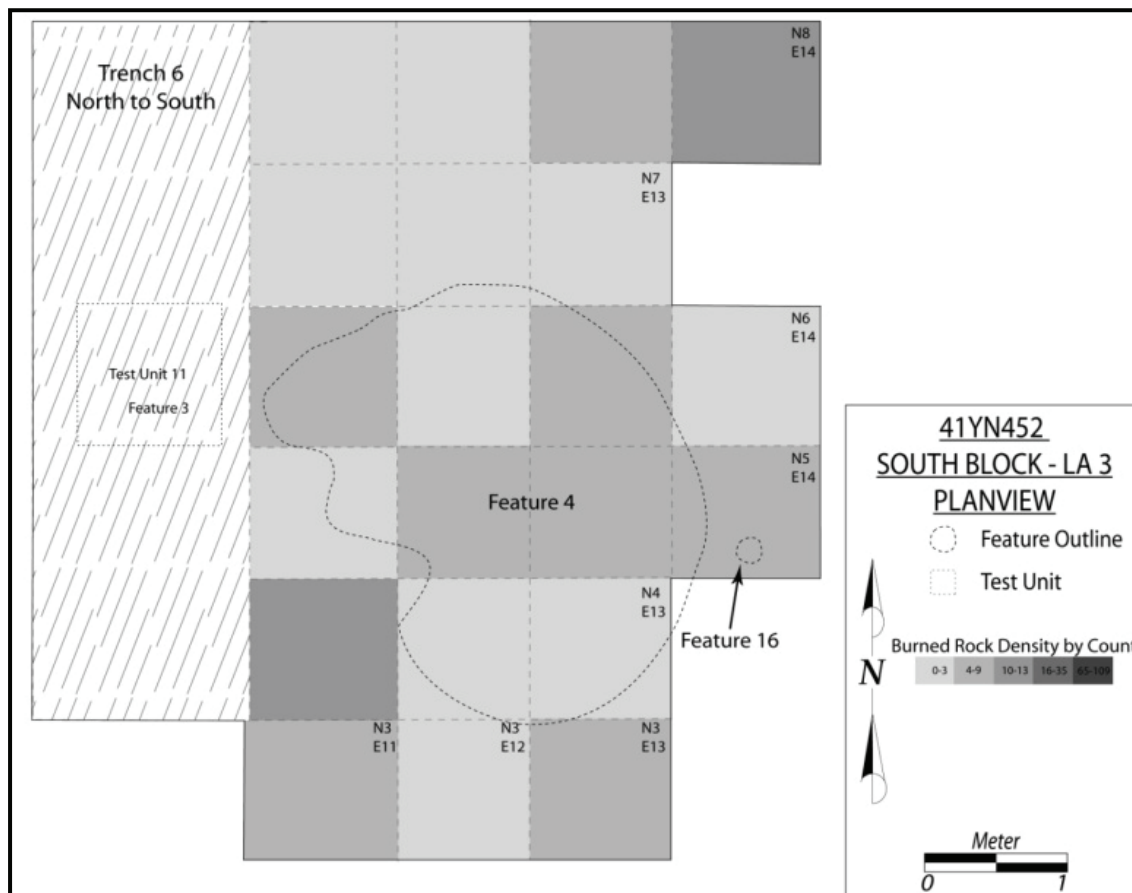 Trench 6
North to South
N8
E14
N7
E13
N6
E14
Test Unit 11
Feature 3
N5
E14
Feature 4
N4
E13
Feature 16
N3
E11
N3
E12
N3
E13
41YN452
SOUTH BLOCK - LA 3
PLANVIEW
Feature Outline
Test Unit
Burned Rock Density by Count
0-3 4-9 10-13 16-35 65-109
N
Meter
0 1